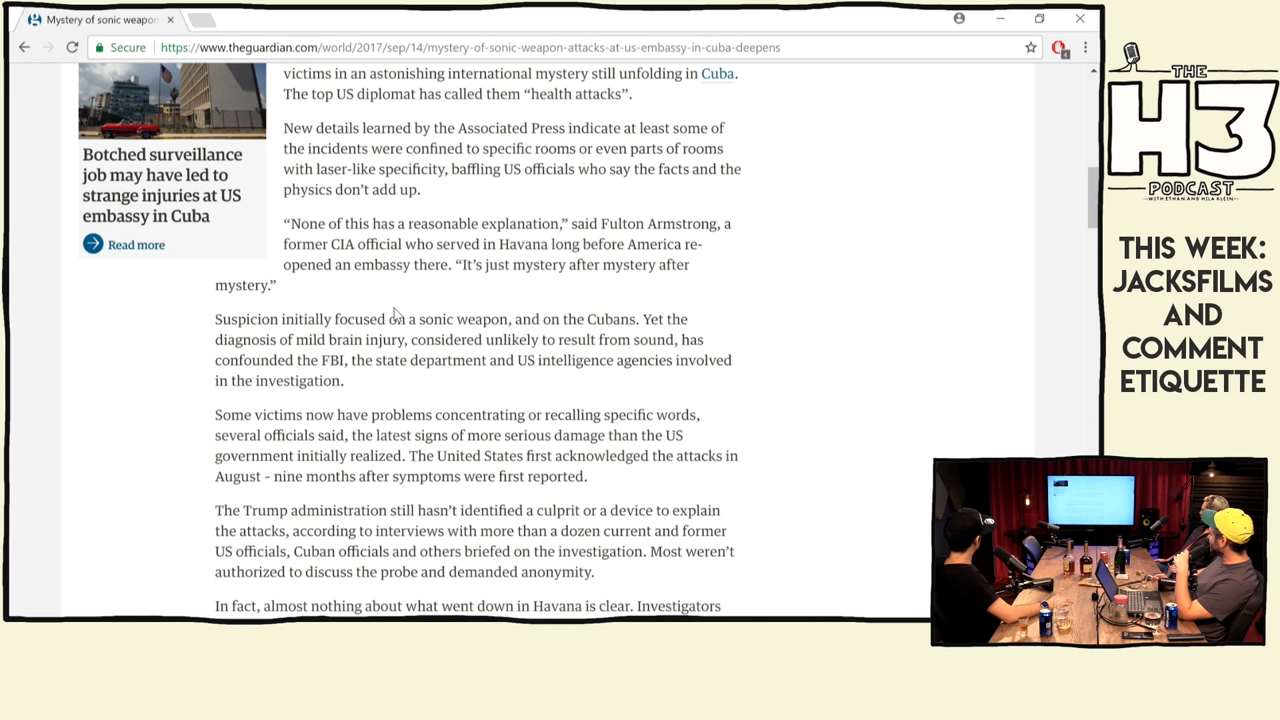 Mystery of sonic weapon
Secure
https://www.theguardian.com/world/2017/sep/14/mystery-of-sonic-weapon-attacks-at-us-embassy-in-cuba-deepens
4
victims in an astonishing international mystery still unfolding in Cuba.
The top US diplomat has called them “health attacks”.
New details learned by the Associated Press indicate at least some of
the incidents were confined to specific rooms or even parts of rooms
with laser-like specificity, baffling US officials who say the facts and the
physics don’t add up.
Botched surveillance
job may have led to
strange injuries at US
embassy in Cuba
Read more
“None of this has a reasonable explanation,” said Fulton Armstrong, a
former CIA official who served in Havana long before America re-
opened an embassy there. “It’s just mystery after mystery after
mystery.”
Suspicion initially focused on a sonic weapon, and on the Cubans. Yet the
diagnosis of mild brain injury, considered unlikely to result from sound, has
confounded the FBI, the state department and US intelligence agencies involved
in the investigation.
Some victims now have problems concentrating or recalling specific words,
several officials said, the latest signs of more serious damage than the US
government initially realized. The United States first acknowledged the attacks in
August – nine months after symptoms were first reported.
The Trump administration still hasn’t identified a culprit or a device to explain
the attacks, according to interviews with more than a dozen current and former
US officials, Cuban officials and others briefed on the investigation. Most weren’t
authorized to discuss the probe and demanded anonymity.
In fact, almost nothing about what went down in Havana is clear. Investigators
THE
H3
PODCAST
WITH ETHAN AND HILA KLEIN
THIS WEEK:
JACKSFILMS
AND
COMMENT
ETIQUETTE